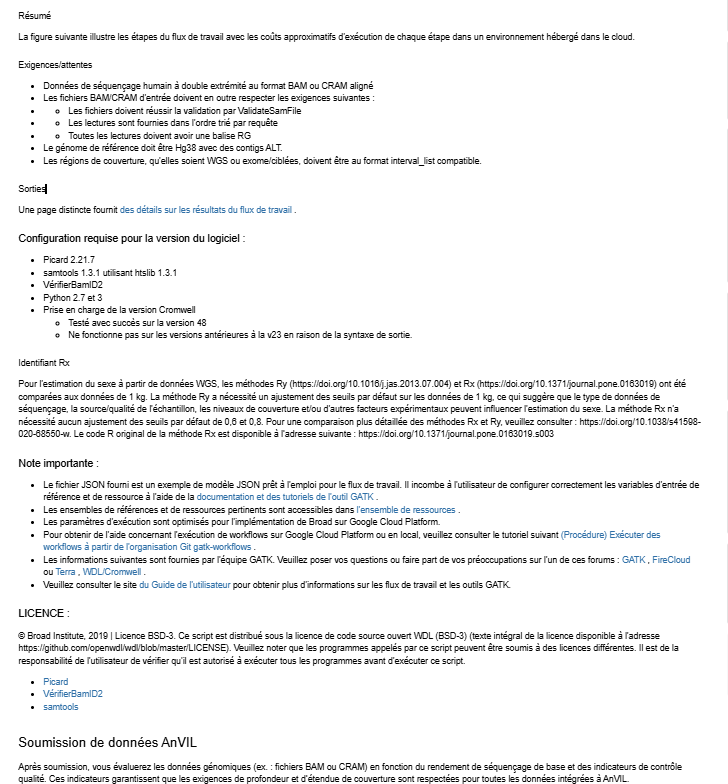 Résumé
La figure suivante illustre les étapes du flux de travail avec les coûts approximatifs d'exécution de chaque étape dans un environnement hébergé dans le cloud.
Exigences/attentes
Données de séquençage humain à double extrémité au format BAM ou CRAM aligné
Les fichiers BAM/CRAM d'entrée doivent en outre respecter les exigences suivantes :
Les fichiers doivent réussir la validation par ValidateSamFile
Les lectures sont fournies dans l'ordre trié par requête
Toutes les lectures doivent avoir une balise RG
Le génome de référence doit être Hg38 avec des contigs ALT.
Les régions de couverture, qu'elles soient WGS ou exome/ciblées, doivent être au format interval_list compatible.
Sorties
Une page distincte fournit des détails sur les résultats du flux de travail .
Configuration requise pour la version du logiciel :
Picard 2.21.7
samtools 1.3.1 utilisant htslib 1.3.1
VérifierBamID2
Python 2.7 et 3
Prise en charge de la version Cromwell
Testé avec succès sur la version 48
Ne fonctionne pas sur les versions antérieures à la v23 en raison de la syntaxe de sortie.
Identifiant Rx
Pour l'estimation du sexe à partir de données WGS, les méthodes Ry (https://doi.org/10.1016/j.jas.2013.07.004) et Rx (https://doi.org/10.1371/journal.pone.0163019) ont été
comparées aux données de 1 kg. La méthode Ry a nécessité un ajustement des seuils par défaut sur les données de 1 kg, ce qui suggère que le type de données de
séquençage, la source/qualité de l'échantillon, les niveaux de couverture et/ou d'autres facteurs expérimentaux peuvent influencer l'estimation du sexe. La méthode Rx n'a
nécessité aucun ajustement des seuils par défaut de 0,6 et 0,8. Pour une comparaison plus détaillée des méthodes Rx et Ry, veuillez consulter : https://doi.org/10.1038/s41598-
020-68550-w. Le code R original de la méthode Rx est disponible à l'adresse suivante : https://doi.org/10.1371/journal.pone.0163019.s003
Note importante :
Le fichier JSON fourni est un exemple de modèle JSON prêt à l'emploi pour le flux de travail. Il incombe à l'utilisateur de configurer correctement les variables d'entrée de
référence et de ressource à l'aide de la documentation et des tutoriels de l'outil GATK .
Les ensembles de références et de ressources pertinents sont accessibles dans l'ensemble de ressources .
Les paramètres d'exécution sont optimisés pour l'implémentation de Broad sur Google Cloud Platform.
Pour obtenir de l'aide concernant l'exécution de workflows sur Google Cloud Platform ou en local, veuillez consulter le tutoriel suivant (Procédure) Exécuter des
workflows à partir de l'organisation Git gatk-workflows .
Les informations suivantes sont fournies par l'équipe GATK. Veuillez poser vos questions ou faire part de vos préoccupations sur l'un de ces forums : GATK , FireCloud
ou Terra , WDL/Cromwell .
Veuillez consulter le site du Guide de l'utilisateur pour obtenir plus d'informations sur les flux de travail et les outils GATK.
LICENCE :
© Broad Institute, 2019 | Licence BSD-3. Ce script est distribué sous la licence de code source ouvert WDL (BSD-3) (texte intégral de la licence disponible à l'adresse
https://github.com/openwdl/wdl/blob/master/LICENSE). Veuillez noter que les programmes appelés par ce script peuvent être soumis à des licences différentes. Il est de la
responsabilité de l'utilisateur de vérifier qu'il est autorisé à exécuter tous les programmes avant d'exécuter ce script.
Picard
VérifierBamID2
samtools
Soumission de données AnVIL
Après soumission, vous évaluerez les données génomiques (ex. : fichiers BAM ou CRAM) en fonction du rendement de séquençage de base et des indicateurs de contrôle
qualité. Ces indicateurs garantissent que les exigences de profondeur et d'étendue de couverture sont respectées pour toutes les données intégrées à AnVIL.